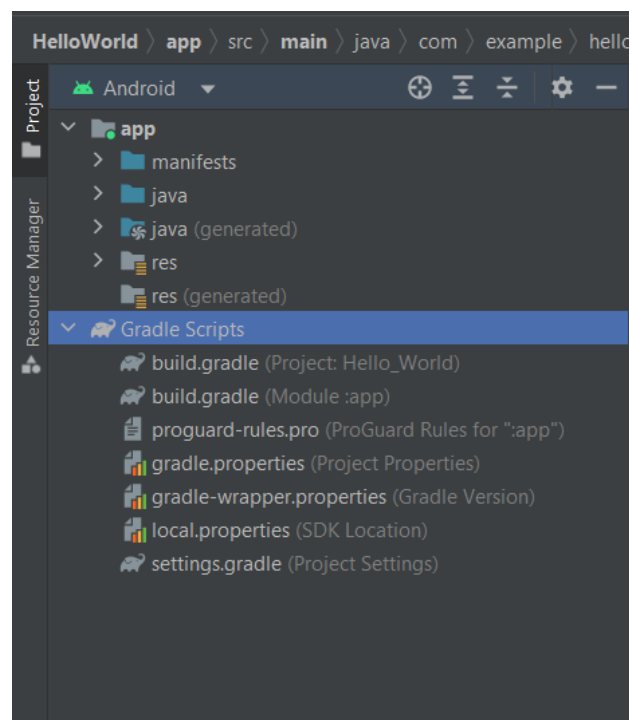 HelloWorld 〉 app 〉 src 〉 main 〉 java 〉 com 〉 example 〉 hello
Project
Resource Manager
Android
app
manifests
java
java (generated)
res
res (generated)
Gradle Scripts
build.gradle (Project: Hello_World)
build.gradle (Module :app)
proguard-rules.pro (ProGuard Rules for ":app")
gradle.properties (Project Properties)
gradle-wrapper.properties (Gradle Version)
local.properties (SDK Location)
settings.gradle (Project Settings)